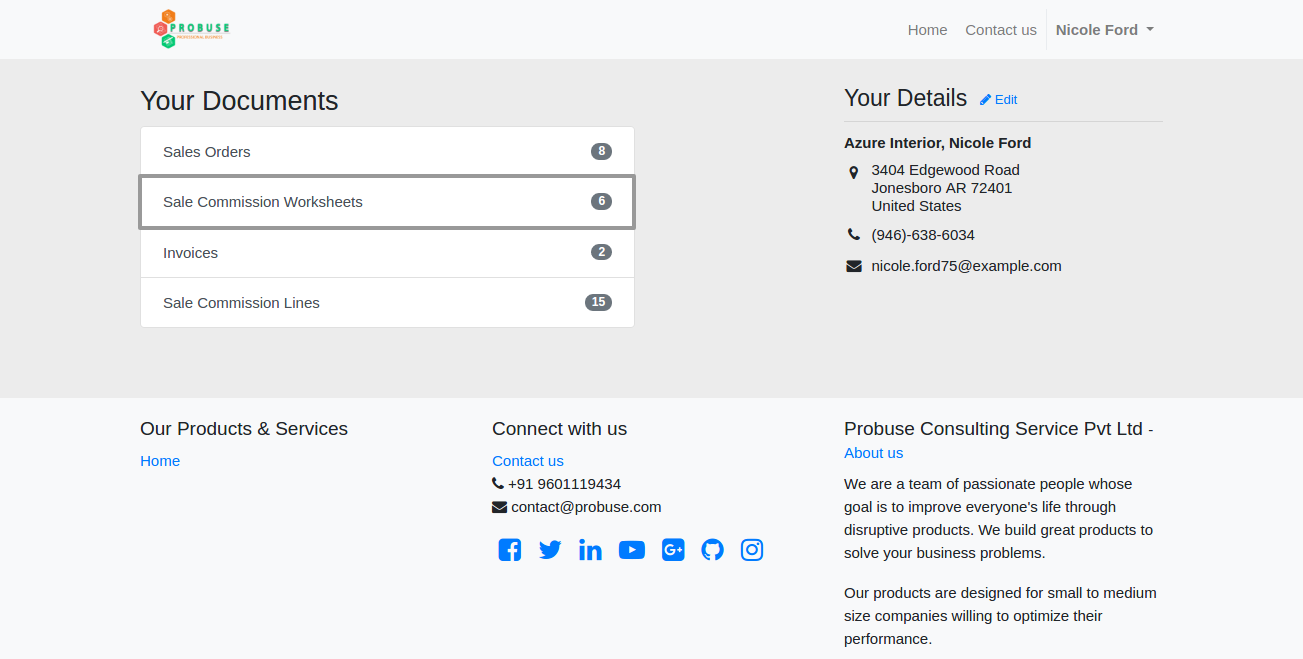 PROBUSE
PROFESSIONAL BUSINESS
Home
Contact us
Nicole Ford
Your Documents
Sales Orders 8
Sale Commission Worksheets 6
Invoices 2
Sale Commission Lines 15
Your Details
Edit
Azure Interior, Nicole Ford
3404 Edgewood Road
Jonesboro AR 72401
United States
(946)-638-6034
nicole.ford75@example.com
Our Products & Services
Home
Connect with us
Contact us
+91 9601119434
contact@probuse.com
Probuse Consulting Service Pvt Ltd -
About us
We are a team of passionate people whose
goal is to improve everyone's life through
disruptive products. We build great products to
solve your business problems.
Our products are designed for small to medium
size companies willing to optimize their
performance.